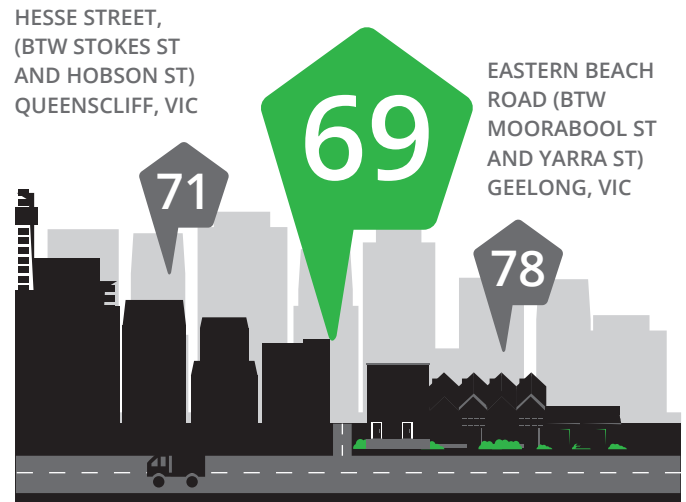 HESSE STREET,
(BTW STOKES ST
AND HOBSON ST)
QUEENSCLIFF, VIC
71
69
EASTERN BEACH
ROAD (BTW
MOORABOOL ST
AND YARRA ST)
GEELONG, VIC
78